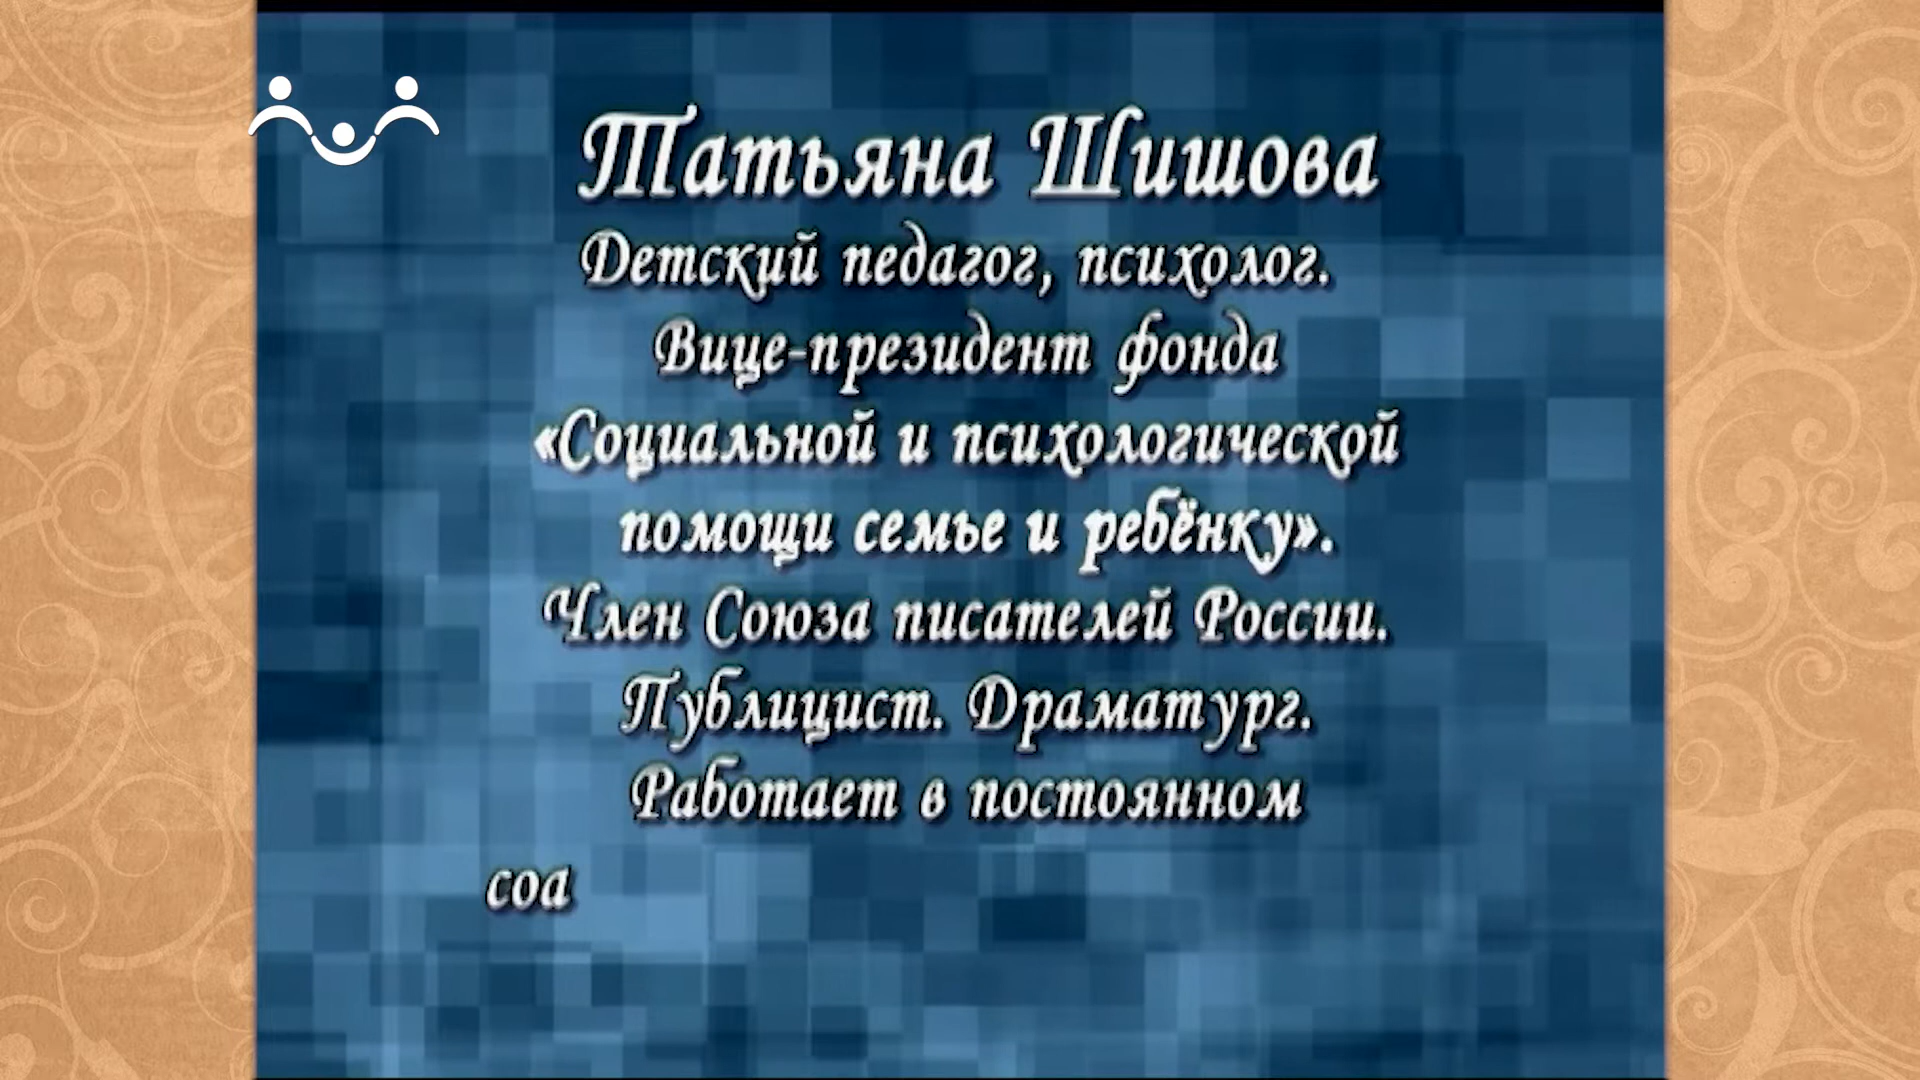 Татьяна Шишова
Детский педагог, психолог.
Вице-президент фонда
«Социальной и психологической
помощи семье и ребёнку».
Член Союза писателей России.
Публицист. Драматург.
Работает в постоянном
соа